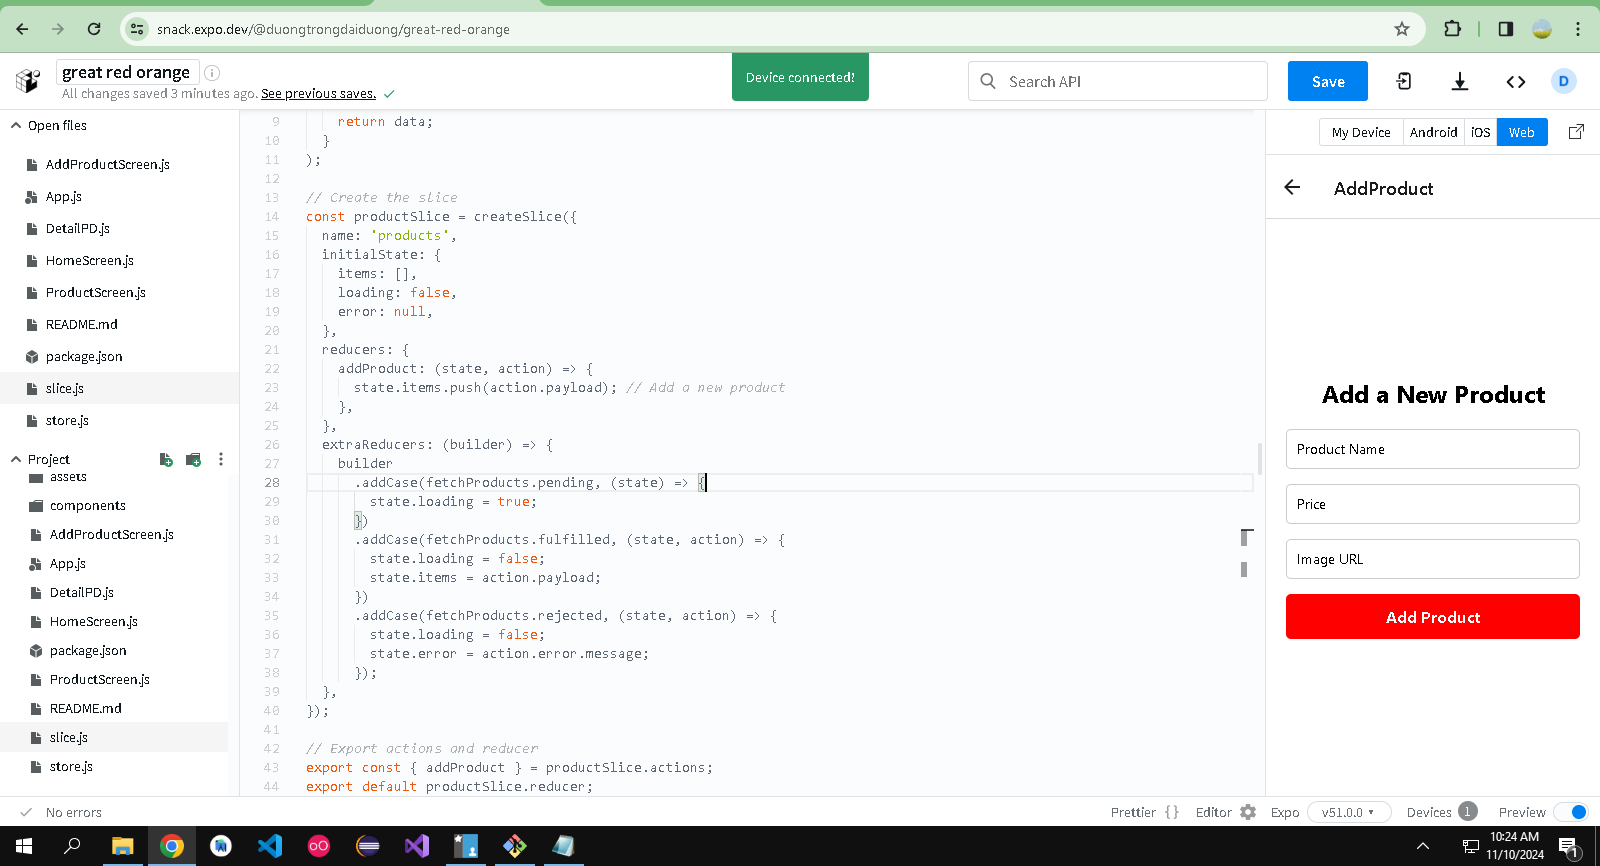 snack.expo.dev/@duongtrongdaiduong/great-red-orange
great red orange
All changes saved 3 minutes ago. See previous saves.
Device connected!
Search API
Save
D
Open files
AddProductScreen.js
App.js
DetailPD.js
HomeScreen.js
ProductScreen.js
README.md
package.json
slice.js
store.js
Project
assets
components
AddProductScreen.js
App.js
DetailPD.js
HomeScreen.js
package.json
ProductScreen.js
README.md
slice.js
store.js
9 return data;
10 }
11 );
12
13 // Create the slice
14 const productSlice = createSlice({
15 name: 'products',
16 initialState: {
17 items: [],
18 loading: false,
19 error: null,
20 },
21 reducers: {
22 addProduct: (state, action) => {
23 state.items.push(action.payload); // Add a new product
24 },
25 },
26 extraReducers: (builder) => {
27 builder
28 .addCase(fetchProducts.pending, (state) => {
29 state.loading = true;
30 })
31 .addCase(fetchProducts.fulfilled, (state, action) => {
32 state.loading = false;
33 state.items = action.payload;
34 })
35 .addCase(fetchProducts.rejected, (state, action) => {
36 state.loading = false;
37 state.error = action.error.message;
38 });
39 },
40 });
41
42 // Export actions and reducer
43 export const { addProduct } = productSlice.actions;
44 export default productSlice.reducer;
My Device Android iOS Web
AddProduct
Add a New Product
Product Name
Price
Image URL
Add Product
No errors
Prettier {} Editor Expo v51.0.0 Devices 1 Preview
10:24 AM
11/10/2024
1